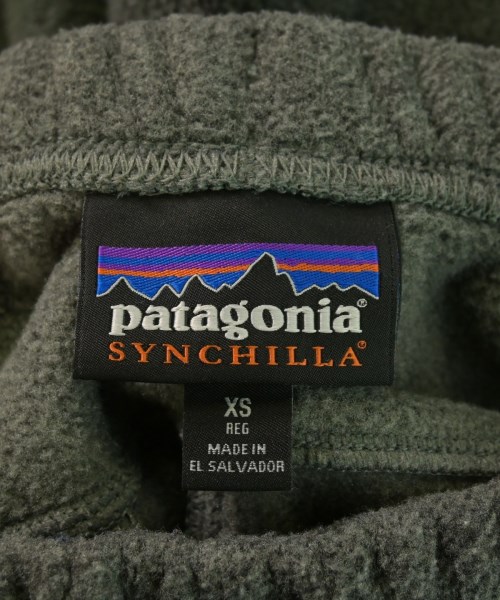 patagonia®
SYNCHILLA®
XS
REG
MADE IN
EL SALVADOR